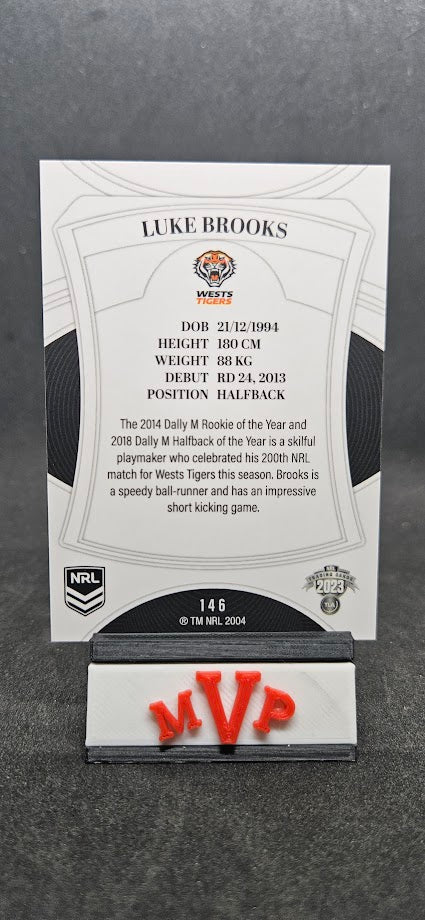 LUKE BROOKS
WESTS
TIGERS
DOB 21/12/1994
HEIGHT 180 CM
WEIGHT 88 KG
DEBUT RD 24, 2013
POSITION HALFBACK
The 2014 Dally M Rookie of the Year and
2018 Dally M Halfback of the Year is a skilful
playmaker who celebrated his 200th NRL
match for Wests Tigers this season. Brooks is
a speedy ball-runner and has an impressive
short kicking game.
NRL
NRL
TRADING CARDS
2023
TLA
146
® TM NRL 2004
MVP